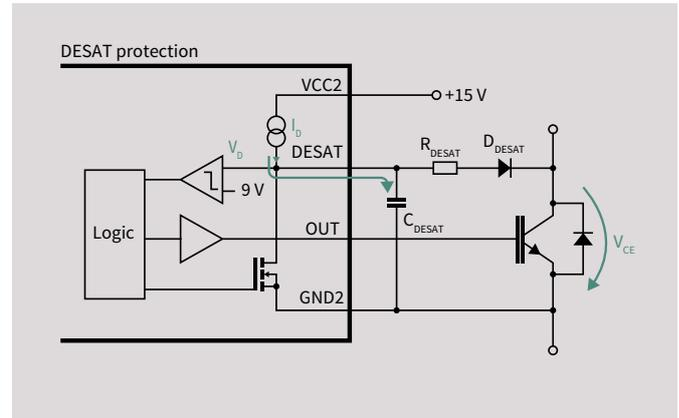 DESAT protection
VCC2
+15 V
I_D
V_D
DESAT
R_DESAT
D_DESAT
9 V
C_DESAT
Logic
OUT
V_CE
GND2